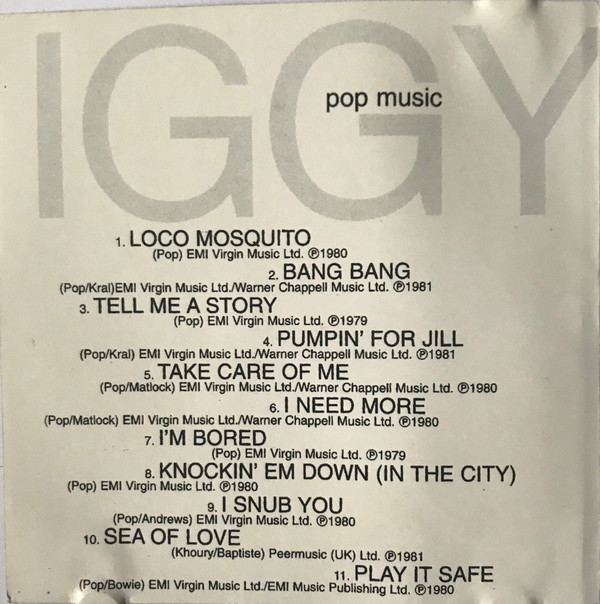 IGGY
pop music
1. LOCO MOSQUITO
(Pop) EMI Virgin Music Ltd. ℗1980
2. BANG BANG
(Pop/Kral)EMI Virgin Music Ltd./Warner Chappell Music Ltd. ℗1981
3. TELL ME A STORY
(Pop) EMI Virgin Music Ltd. ℗1979
4. PUMPIN' FOR JILL
(Pop/Kral) EMI Virgin Music Ltd./Warner Chappell Music Ltd. ℗1981
5. TAKE CARE OF ME
(Pop/Matlock) EMI Virgin Music Ltd./Warner Chappell Music Ltd. ℗1980
6. I NEED MORE
(Pop/Matlock) EMI Virgin Music Ltd./Warner Chappell Music Ltd. ℗1980
7. I'M BORED
(Pop) EMI Virgin Music Ltd. ℗1979
8. KNOCKIN' EM DOWN (IN THE CITY)
(Pop) EMI Virgin Music Ltd. ℗1980
9. I SNUB YOU
(Pop/Andrews) EMI Virgin Music Ltd. ℗1980
10. SEA OF LOVE
(Khoury/Baptiste) Peermusic (UK) Ltd. ℗1981
11. PLAY IT SAFE
(Pop/Bowie) EMI Virgin Music Ltd./EMI Music Publishing Ltd. ℗1980